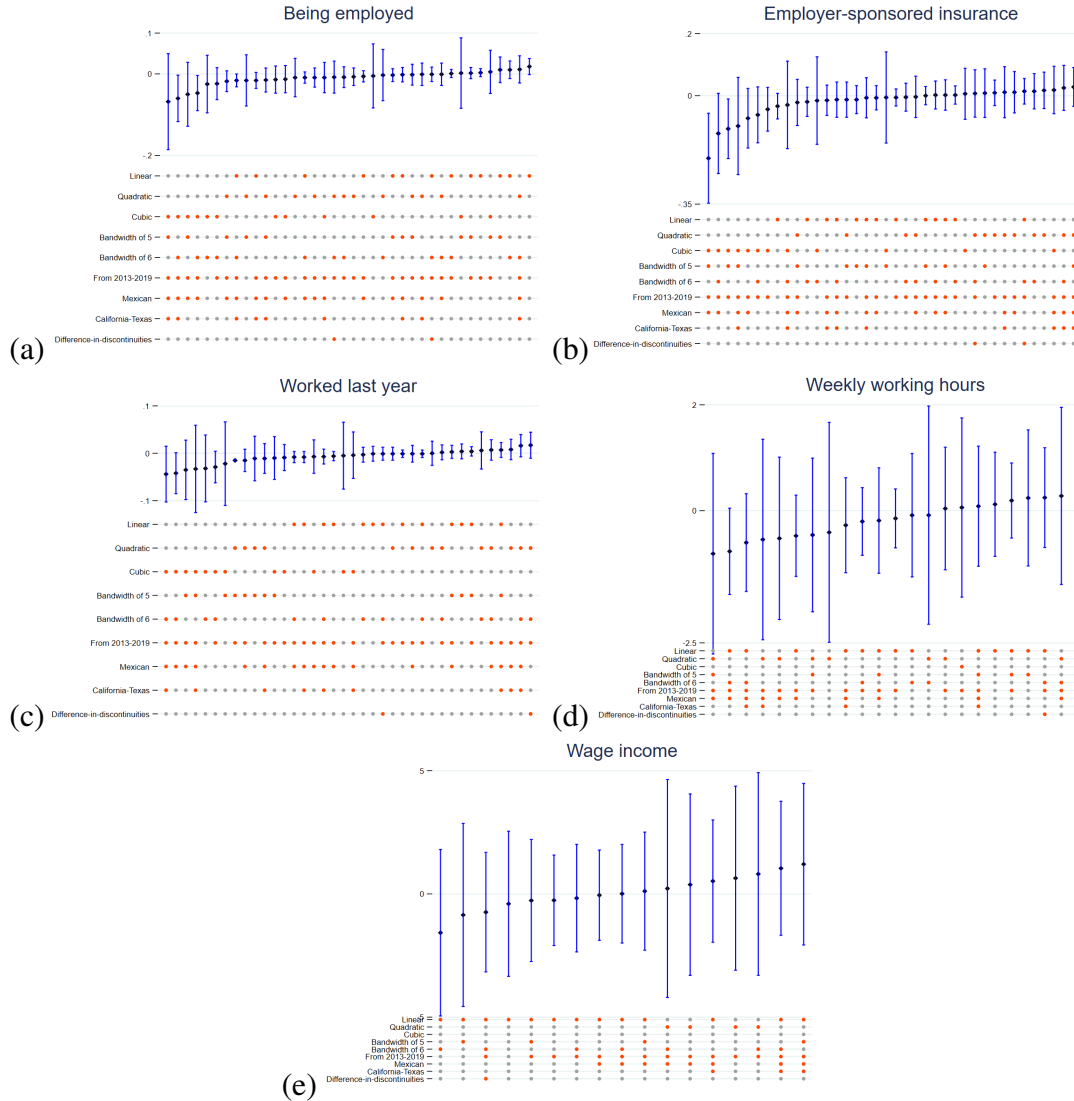 Being employed
.1
0
-.2
Linear
Quadratic
Cubic
Bandwidth of 5
Bandwidth of 6
From 2013-2019
Mexican
California-Texas
Difference-in-discontinuities
(a)
Employer-sponsored insurance
.2
0
-.35
Linear
Quadratic
Cubic
Bandwidth of 5
Bandwidth of 6
From 2013-2019
Mexican
California-Texas
Difference-in-discontinuities
(b)
Worked last year
.1
0
-.1
Linear
Quadratic
Cubic
Bandwidth of 5
Bandwidth of 6
From 2013-2019
Mexican
California-Texas
Difference-in-discontinuities
(c)
Weekly working hours
2
0
-2.5
Linear
Quadratic
Cubic
Bandwidth of 5
Bandwidth of 6
From 2013-2019
Mexican
California-Texas
Difference-in-discontinuities
(d)
Wage income
5
0
-5
Linear
Quadratic
Cubic
Bandwidth of 5
Bandwidth of 6
From 2013-2019
Mexican
California-Texas
Difference-in-discontinuities
(e)